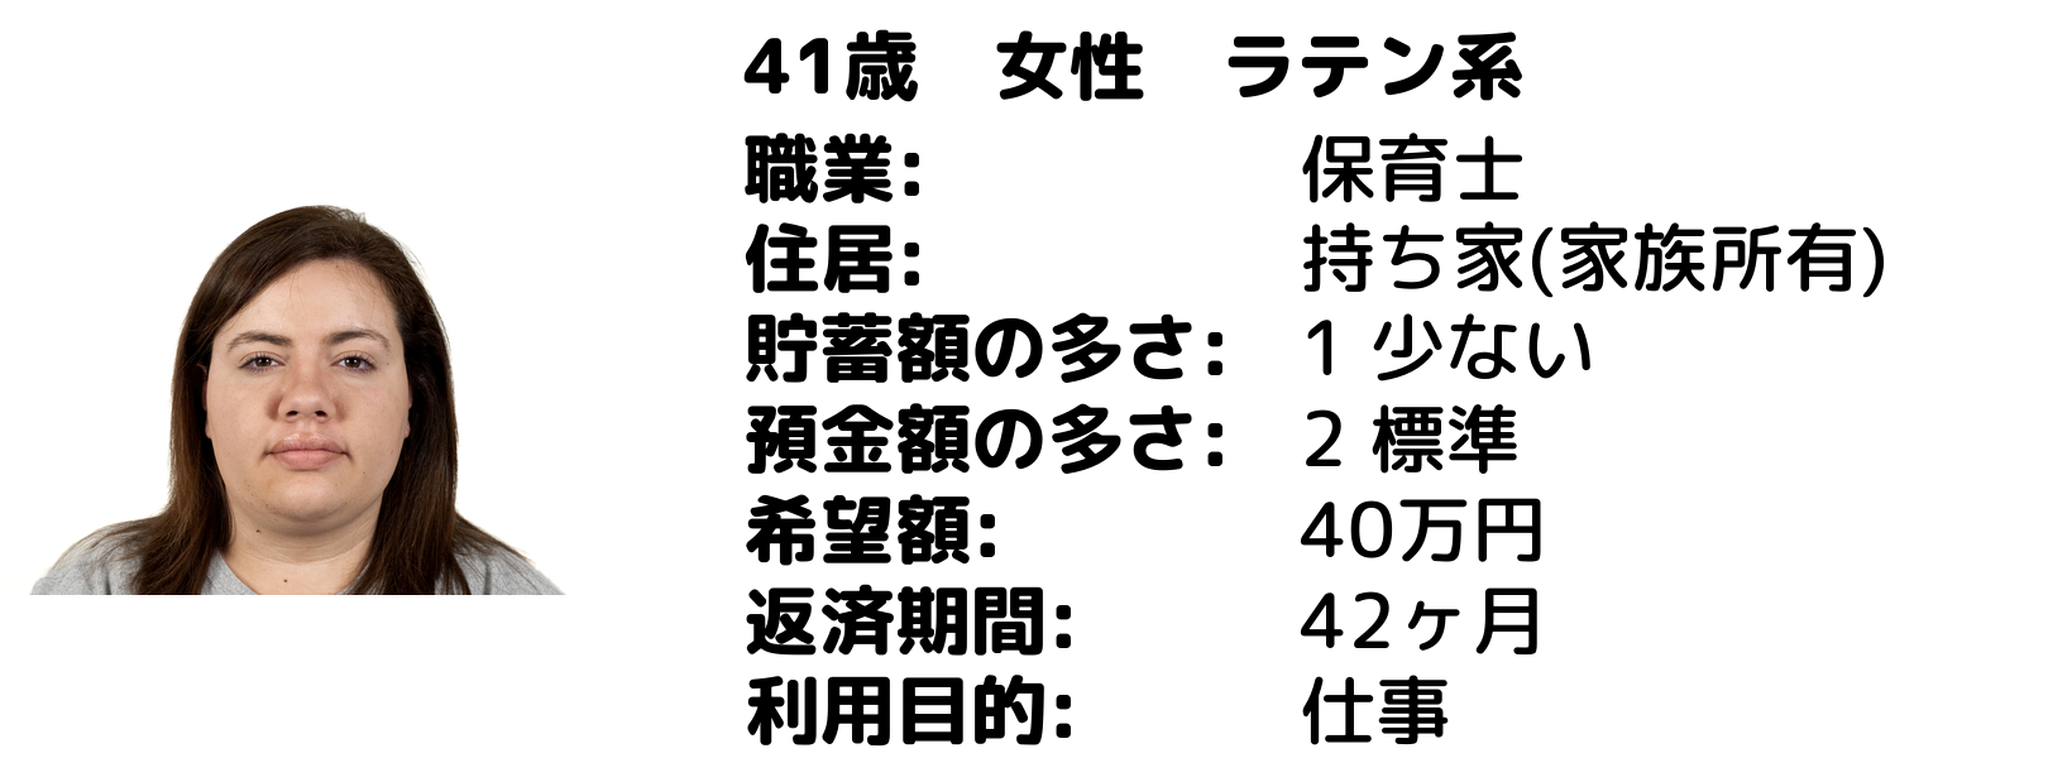 41歳　女性　ラテン系
職業: 保育士
住居: 持ち家(家族所有)
貯蓄額の多さ: 1 少ない
預金額の多さ: 2 標準
希望額: 40万円
返済期間: 42ヶ月
利用目的: 仕事